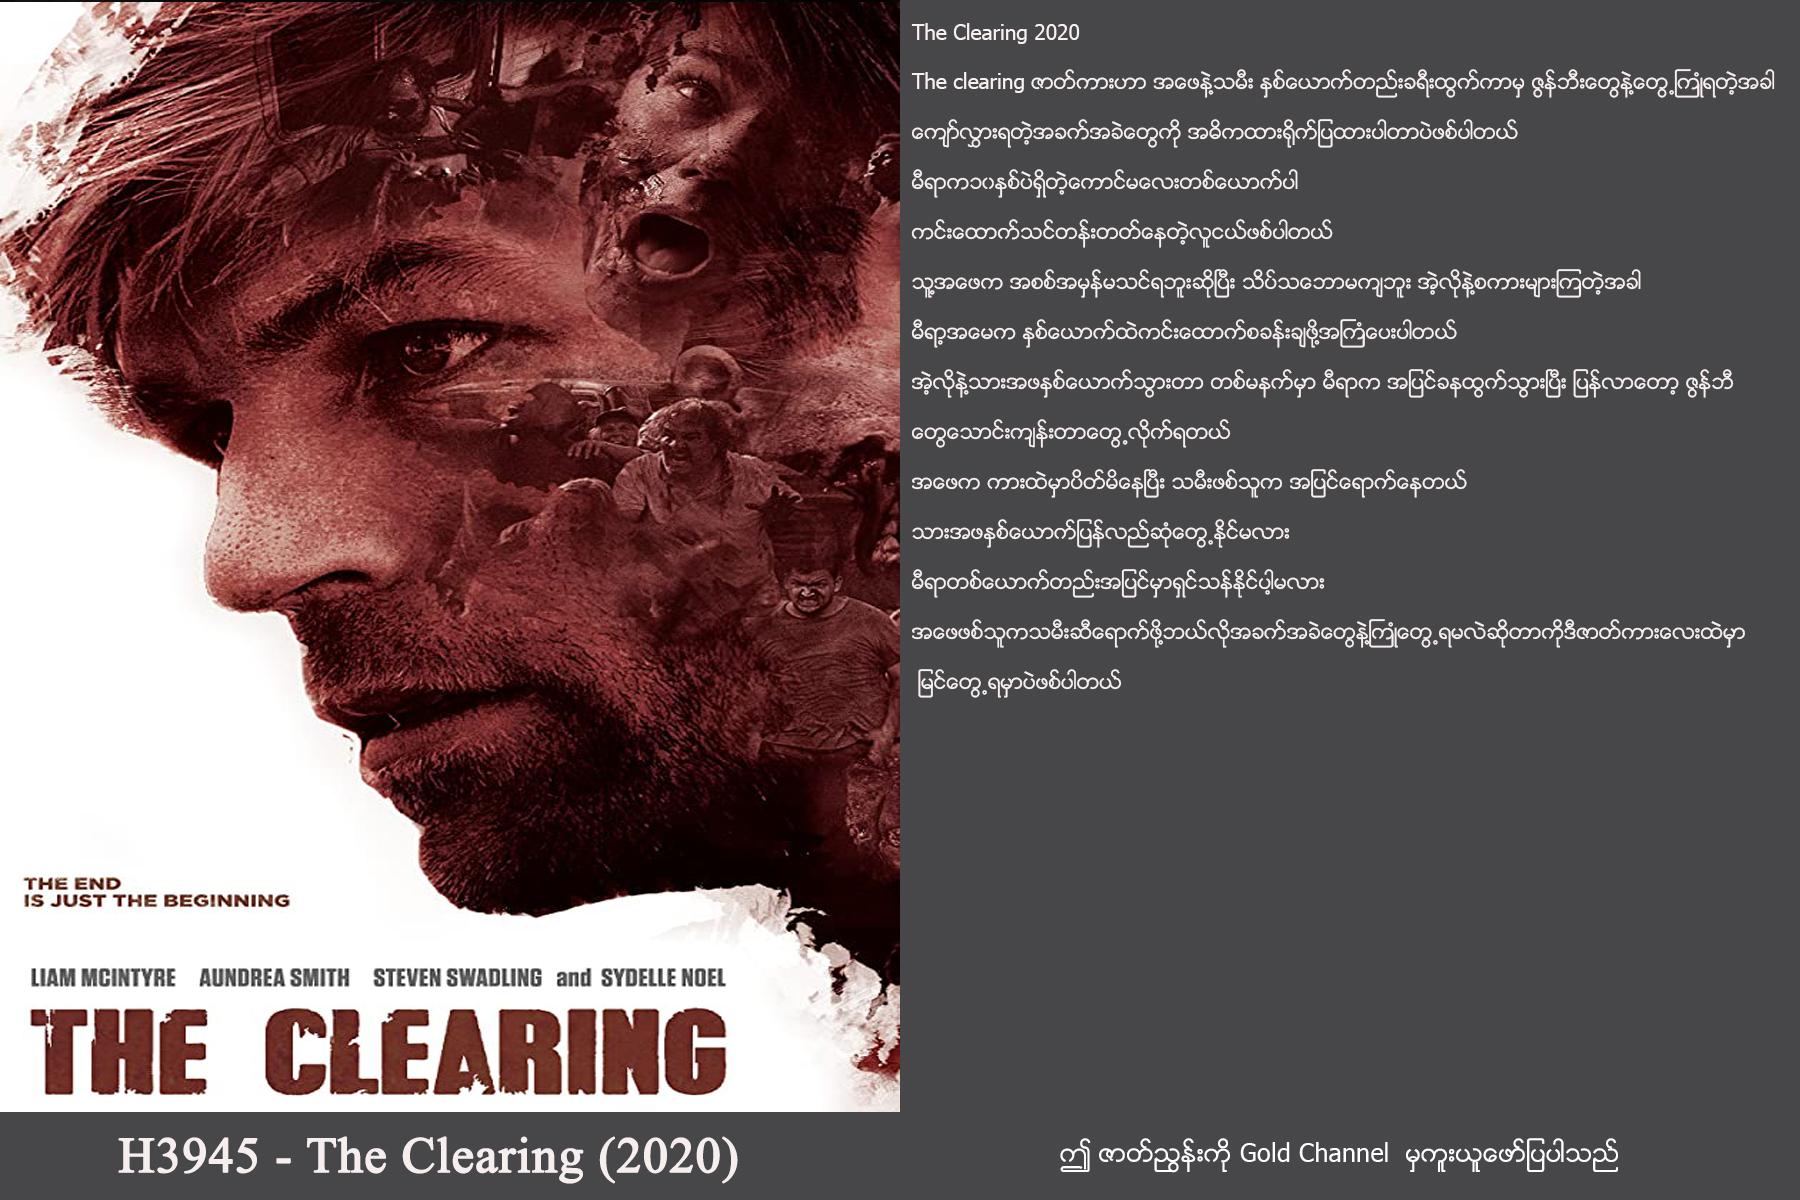 The Clearing 2020
The clearing ဇာတ်ကားဟာ အဖေနဲ့သမီး နှစ်ယောက်တည်းခရီးထွက်ကာမှ ဇွန်ဘီးတွေနဲ့တွေ့ကြုံရတဲ့အခါ
ကျော်လွှားရတဲ့အခက်အခဲတွေကို အဓိကထားရိုက်ပြထားပါတာပဲဖစ်ပါတယ်
မီရာက၁၀နှစ်ပဲရှိတဲ့ကောင်မလေးတစ်ယောက်ပါ
ကင်းထောက်သင်တန်းတတ်နေတဲ့လူငယ်ဖစ်ပါတယ်
သူ့အဖေက အစစ်အမှန်မသင်ရဘူးဆိုပြီး သိပ်သဘောမကျဘူး အဲ့လိုနဲ့စကားများကြတဲ့အခါ
မီရာ့အမေက နှစ်ယောက်ထဲကင်းထောက်စခန်းချဖို့အကြံပေးပါတယ်
အဲ့လိုနဲ့သားအဖနှစ်ယောက်သွားတာ တစ်မနက်မှာ မီရာက အပြင်ခနထွက်သွားပြီး ပြန်လာတော့ ဇွန်ဘီ
တွေသောင်းကျန်းတာတွေ့လိုက်ရတယ်
အဖေက ကားထဲမှာပိတ်မိနေပြီး သမီးဖစ်သူက အပြင်ရောက်နေတယ်
သားအဖနှစ်ယောက်ပြန်လည်ဆုံတွေ့နိုင်မလား
မီရာတစ်ယောက်တည်းအပြင်မှာရှင်သန်နိုင်ပါ့မလား
အဖေဖစ်သူကသမီးဆီရောက်ဖို့ဘယ်လိုအခက်အခဲတွေနဲ့ကြုံတွေ့ရမလဲဆိုတာကိုဒီဇာတ်ကားလေးထဲမှာ
မြင်တွေ့ရမှာပဲဖစ်ပါတယ်
THE END
IS JUST THE BEGINNING
LIAM MCINTYRE AUNDREA SMITH STEVEN SWADLING and SYDELLE NOEL
THE CLEARING
H3945 - The Clearing (2020)
ဤ ဇာတ်ညွှန်းကို Gold Channel မှကူးယူဖော်ပြပါသည်